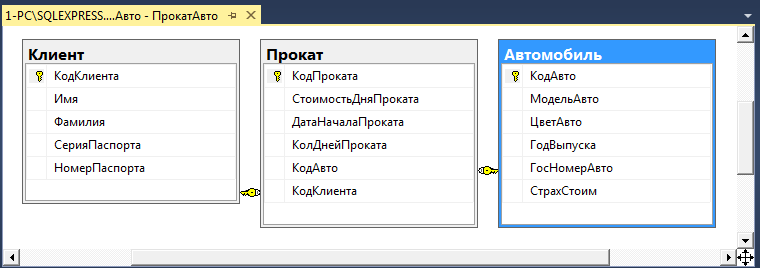 1-PC\SQLEXPRESS....Авто - ПрокатАвто
Клиент
КодКлиента
Имя
Фамилия
СерияПаспорта
НомерПаспорта
Прокат
КодПроката
СтоимостьДняПроката
ДатаНачалаПроката
КолДнейПроката
КодАвто
КодКлиента
Автомобиль
КодАвто
МодельАвто
ЦветАвто
ГодВыпуска
ГосНомерАвто
СтрахСтоим